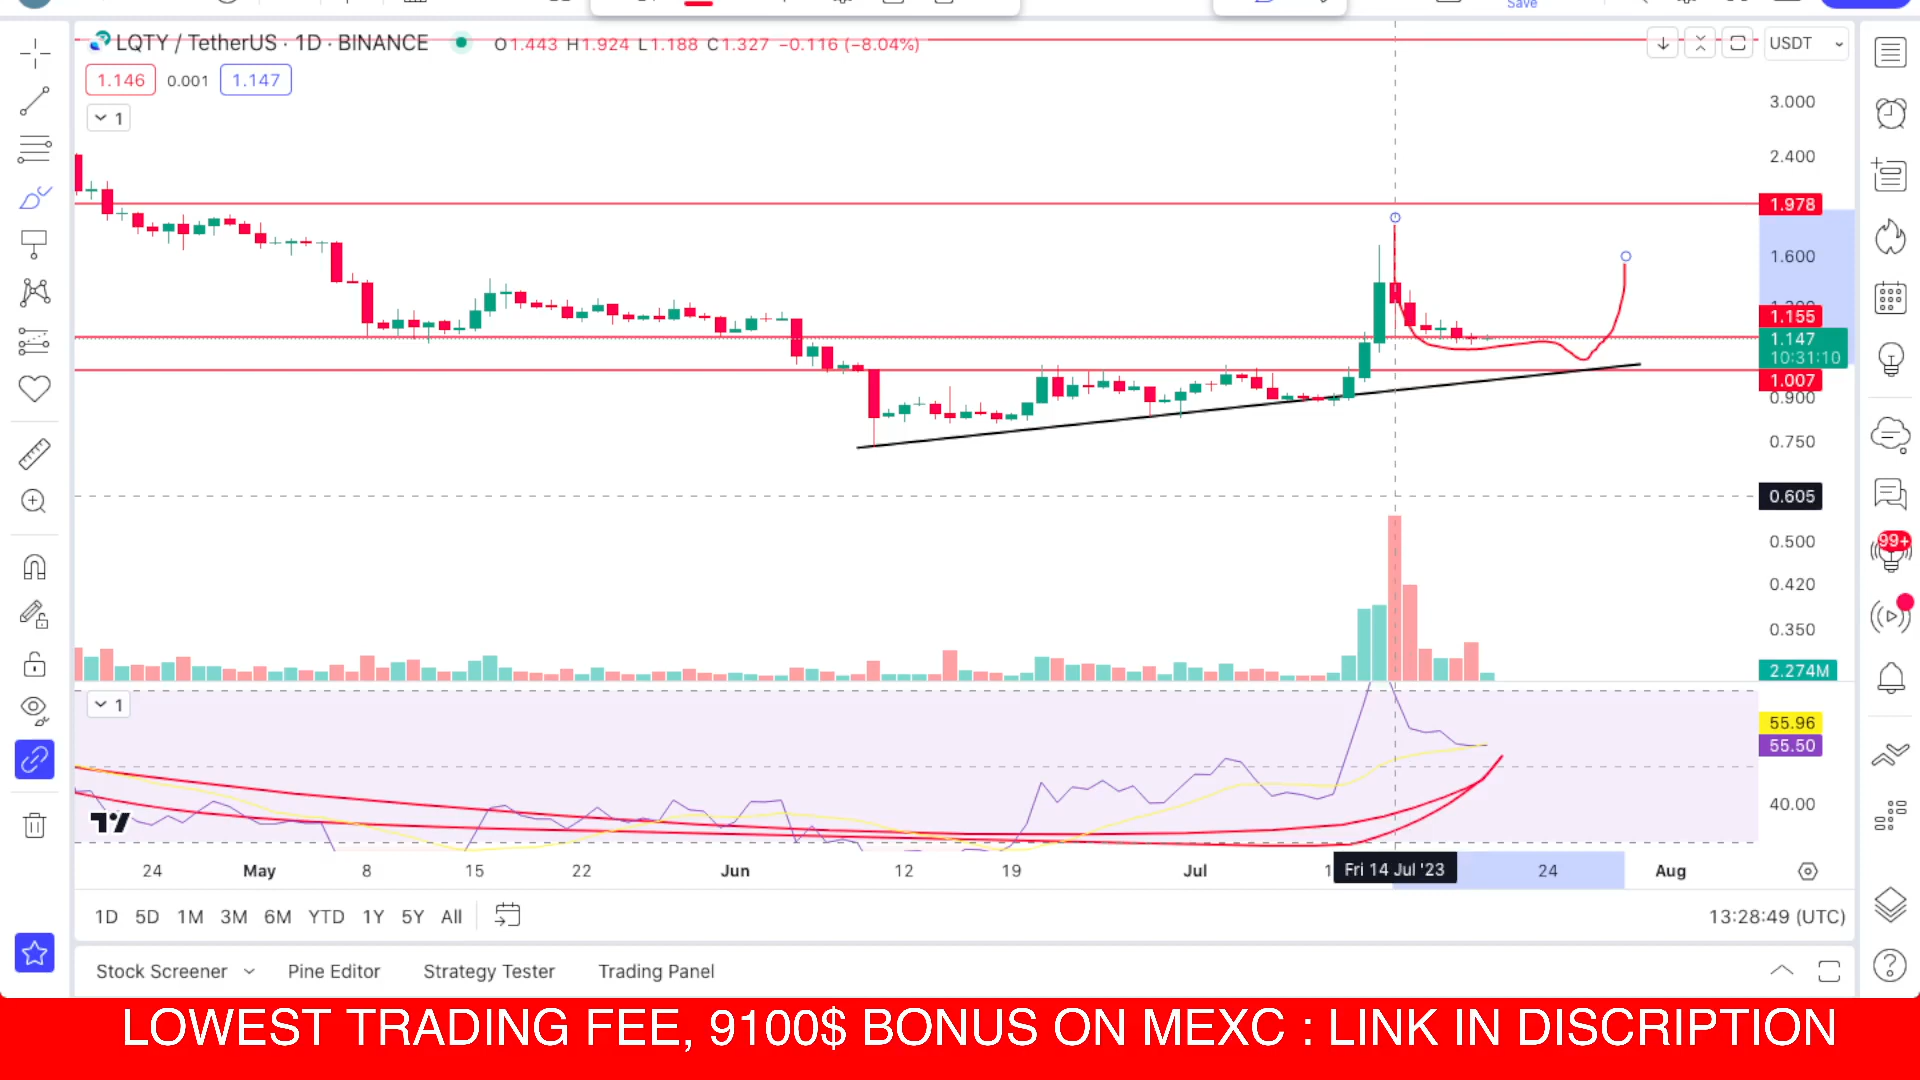 Save
LQTY / TetherUS · 1D · BINANCE
O1.443 H1.924 L1.188 C1.327 −0.116 (−8.04%)
USDT
1.146 0.001 1.147
1
3.000
2.400
1.978
1.600
1.155
1.147
10:31:10
1.007
0.900
0.750
0.605
0.500
0.420
0.350
2.274M
1
55.96
55.50
40.00
99+
24 May 8 15 22 Jun 12 19 Jul Fri 14 Jul '23 24 Aug
1D 5D 1M 3M 6M YTD 1Y 5Y All
13:28:49 (UTC)
Stock Screener Pine Editor Strategy Tester Trading Panel
LOWEST TRADING FEE, 9100$ BONUS ON MEXC : LINK IN DISCRIPTION